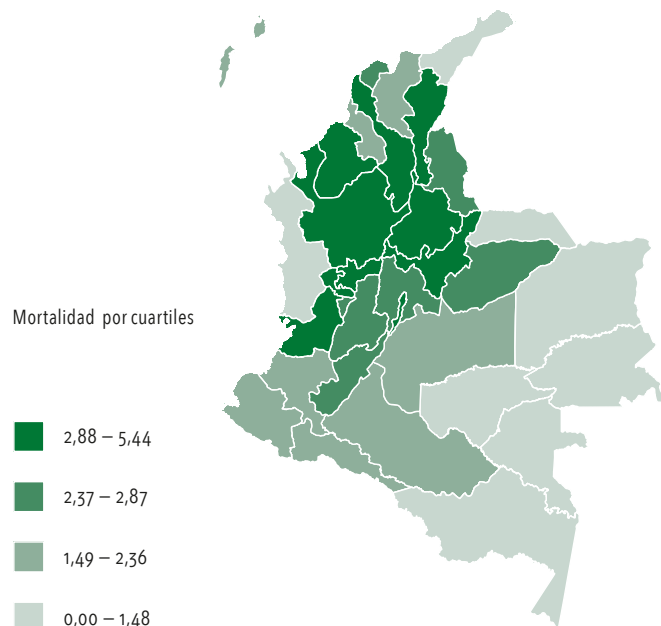 Mortalidad por cuartiles
2,88 – 5,44
2,37 – 2,87
1,49 – 2,36
0,00 – 1,48